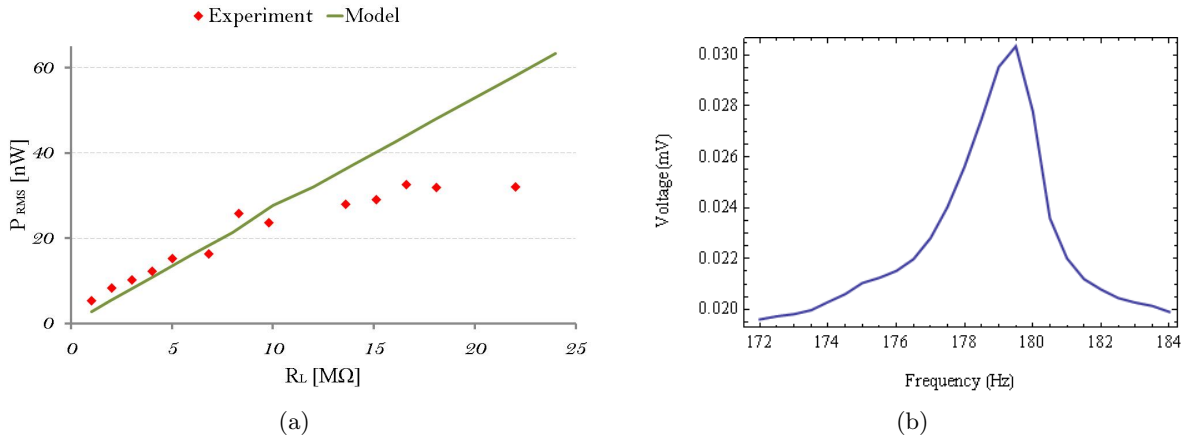 Experiment Model
60
40
20
0
P RMS [nW]
0 5 10 15 20 25
RL [MΩ]
(a)
0.030
0.028
0.026
0.024
0.022
0.020
Voltage (mV)
172 174 176 178 180 182 184
Frequency (Hz)
(b)